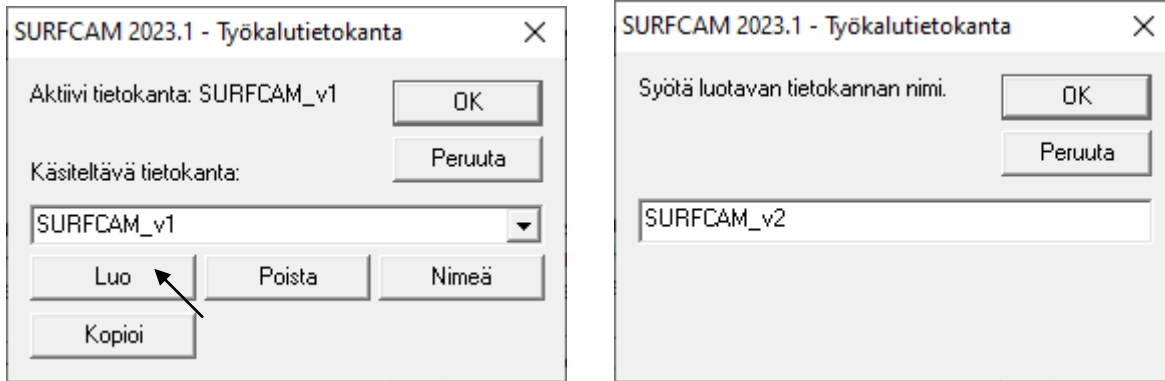 SURFCAM 2023.1 - Työkalutietokanta
Aktiivi tietokanta: SURFCAM_v1
OK
Peruuta
Käsiteltävä tietokanta:
SURFCAM_v1
Luo
Poista
Nimeä
Kopioi
SURFCAM 2023.1 - Työkalutietokanta
Syötä luotavan tietokannan nimi.
OK
Peruuta
SURFCAM_v2